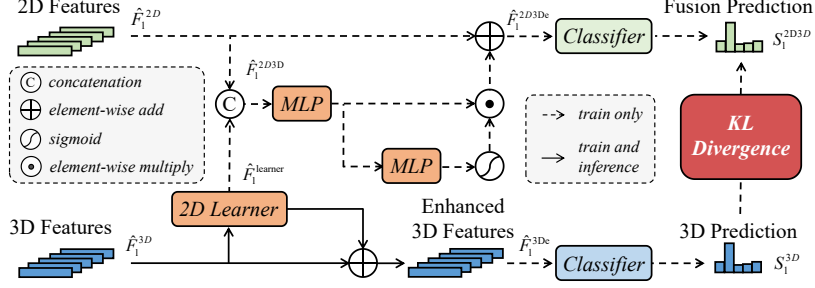 2D Features
F̂₁²ᴰ
F̂₁²ᴰ³ᴰᵉ
Classifier
Fusion Prediction
S₁²ᴰ³ᴰ
C concatenation
element-wise add
sigmoid
element-wise multiply
F̂₁²ᴰ³ᴰ
C
MLP
MLP
train only
train and
inference
KL
Divergence
F̂₁ˡᵉᵃʳⁿᵉʳ
2D Learner
3D Features
F̂₁³ᴰ
Enhanced
3D Features
F̂₁³ᴰᵉ
Classifier
3D Prediction
S₁³ᴰ